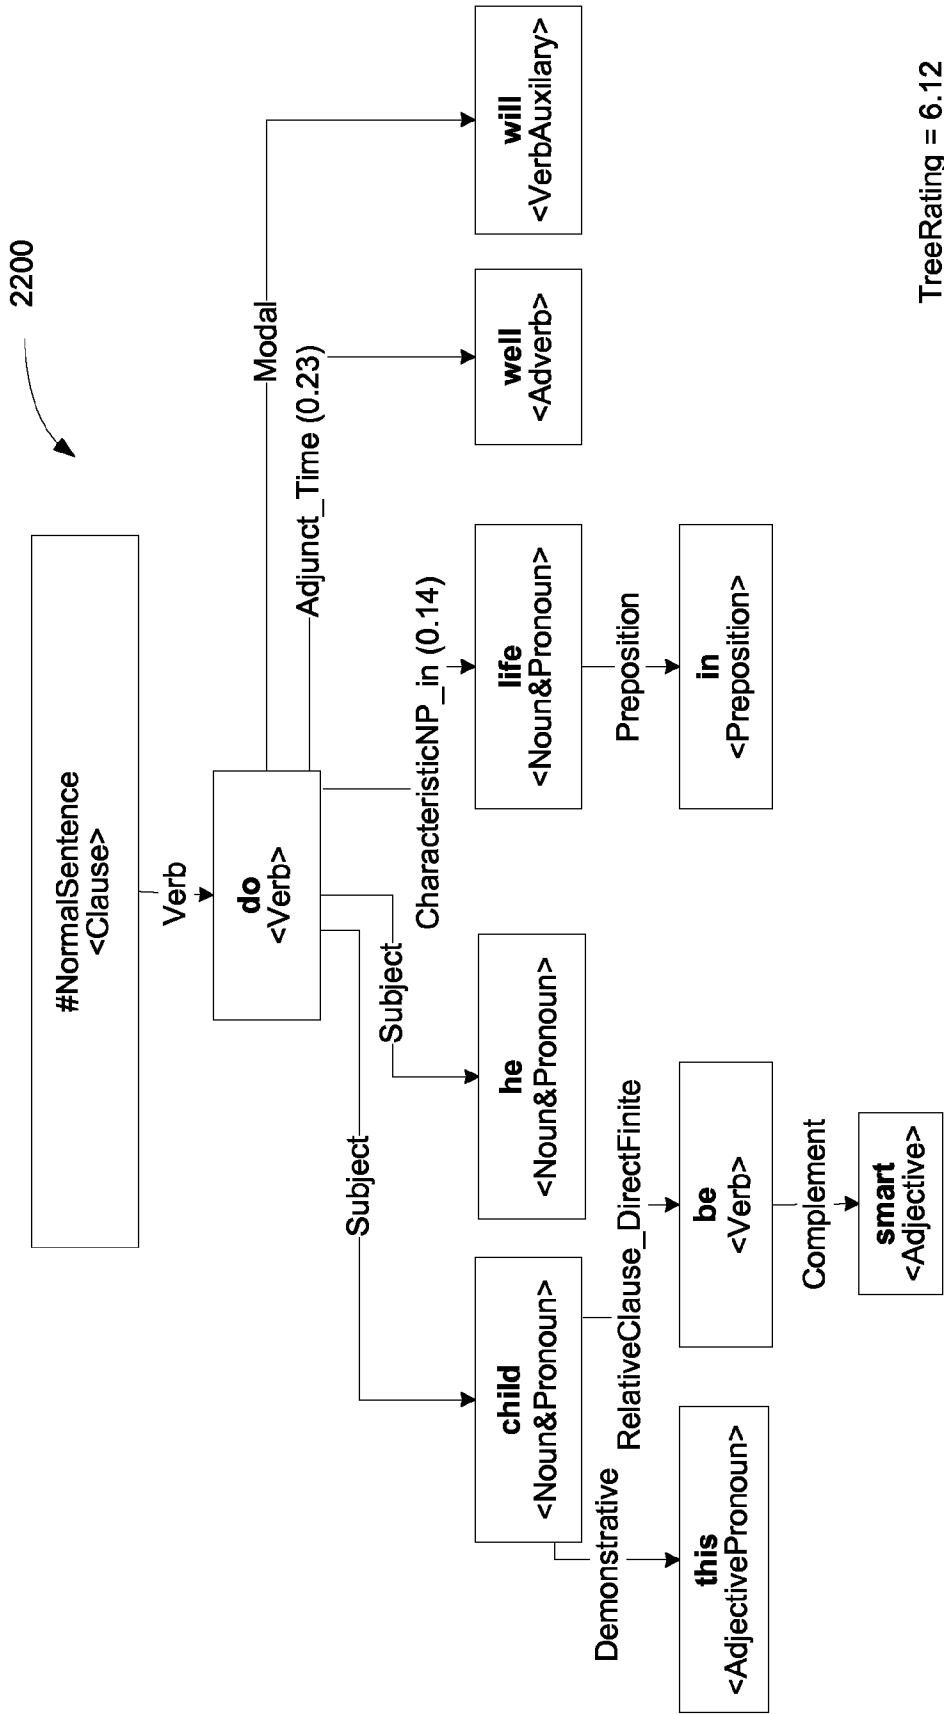 2200
#NormalSentence
<Clause>
Verb
do
<Verb>
Subject
Subject
CharacteristicNP_in (0.14)
Adjunct_Time (0.23)
Modal
child
<Noun&Pronoun>
he
<Noun&Pronoun>
life
<Noun&Pronoun>
well
<Adverb>
will
<VerbAuxilary>
Demonstrative
RelativeClause_DirectFinite
Preposition
this
<AdjectivePronoun>
be
<Verb>
in
<Preposition>
Complement
smart
<Adjective>
TreeRating = 6.12